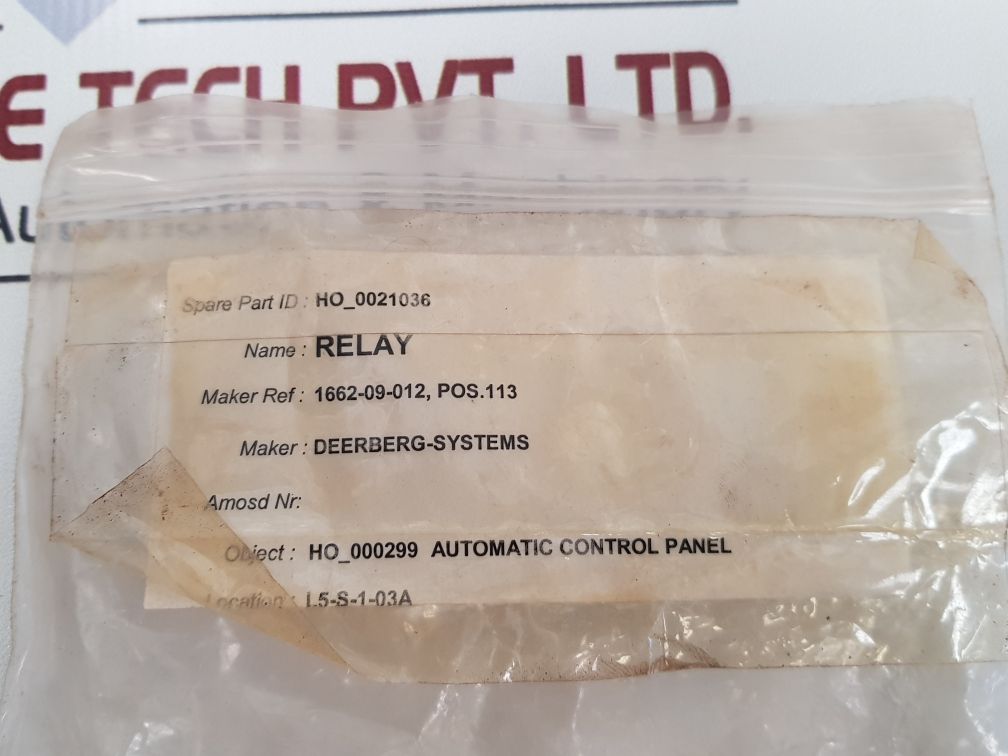 E TECH PVT. LTD.
Automation &
Spare Part ID : HO_0021036
Name : RELAY
Maker Ref : 1662-09-012, POS.113
Maker : DEERBERG-SYSTEMS
Amosd Nr:
Object : HO_000299 AUTOMATIC CONTROL PANEL
Location : L5-S-1-03A